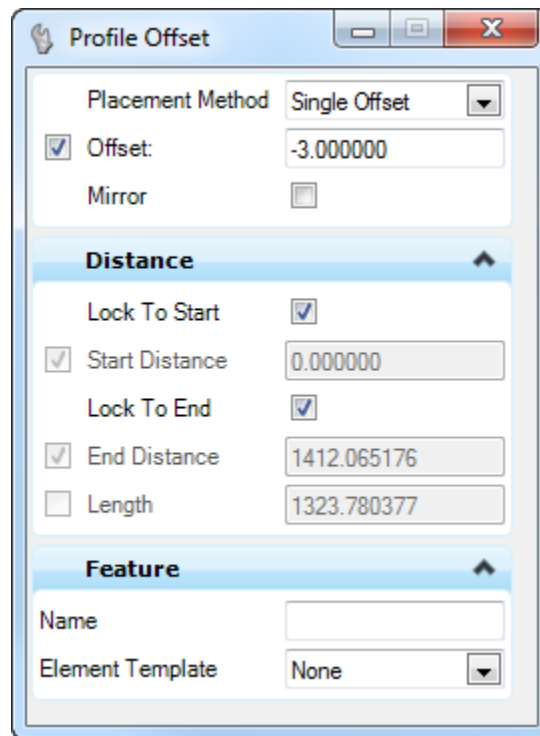 Profile Offset
Placement Method Single Offset
Offset: -3.000000
Mirror
Distance
Lock To Start
Start Distance 0.000000
Lock To End
End Distance 1412.065176
Length 1323.780377
Feature
Name
Element Template None